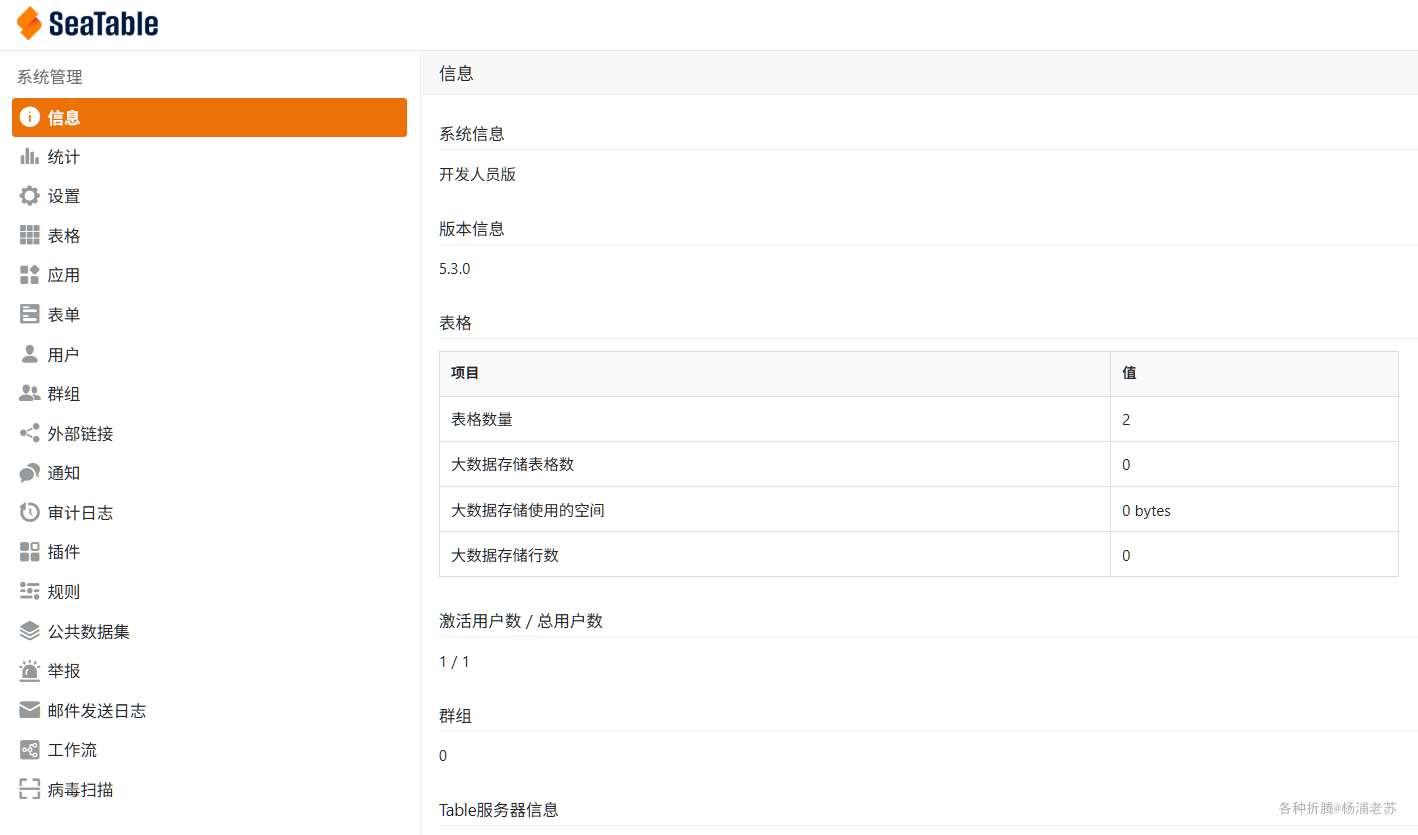 SeaTable
系统管理
信息
统计
设置
表格
应用
表单
用户
群组
外部链接
通知
审计日志
插件
规则
公共数据集
举报
邮件发送日志
工作流
病毒扫描
信息
系统信息
开发人员版
版本信息
5.3.0
表格
项目 值
表格数量 2
大数据存储表格数 0
大数据存储使用的空间 0 bytes
大数据存储行数 0
激活用户数 / 总用户数
1 / 1
群组
0
Table服务器信息
各种折腾@杨浦老苏